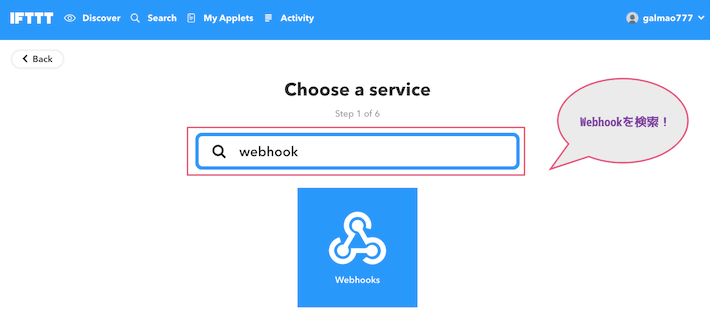 IFTTT Discover Search My Applets Activity galmao777
Back
Choose a service
Step 1 of 6
Webhookを検索！
webhook
Webhooks